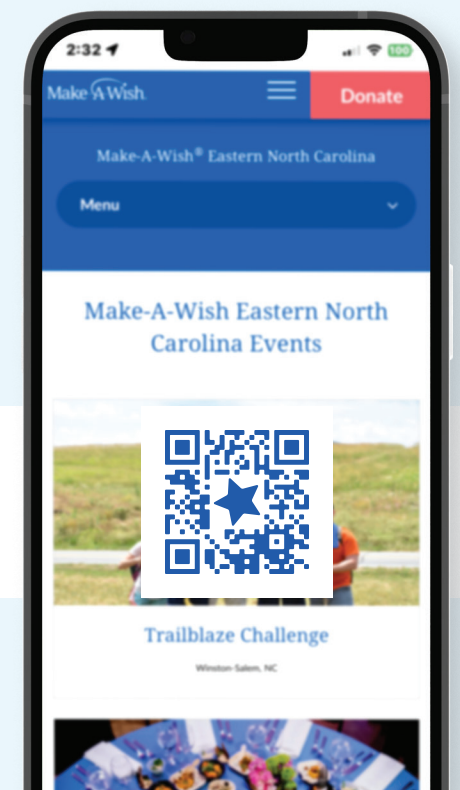 2:32
100
Make A Wish.
Donate
Make-A-Wish® Eastern North Carolina
Menu
Make-A-Wish Eastern North
Carolina Events
Trailblaze Challenge
Winston-Salem, NC